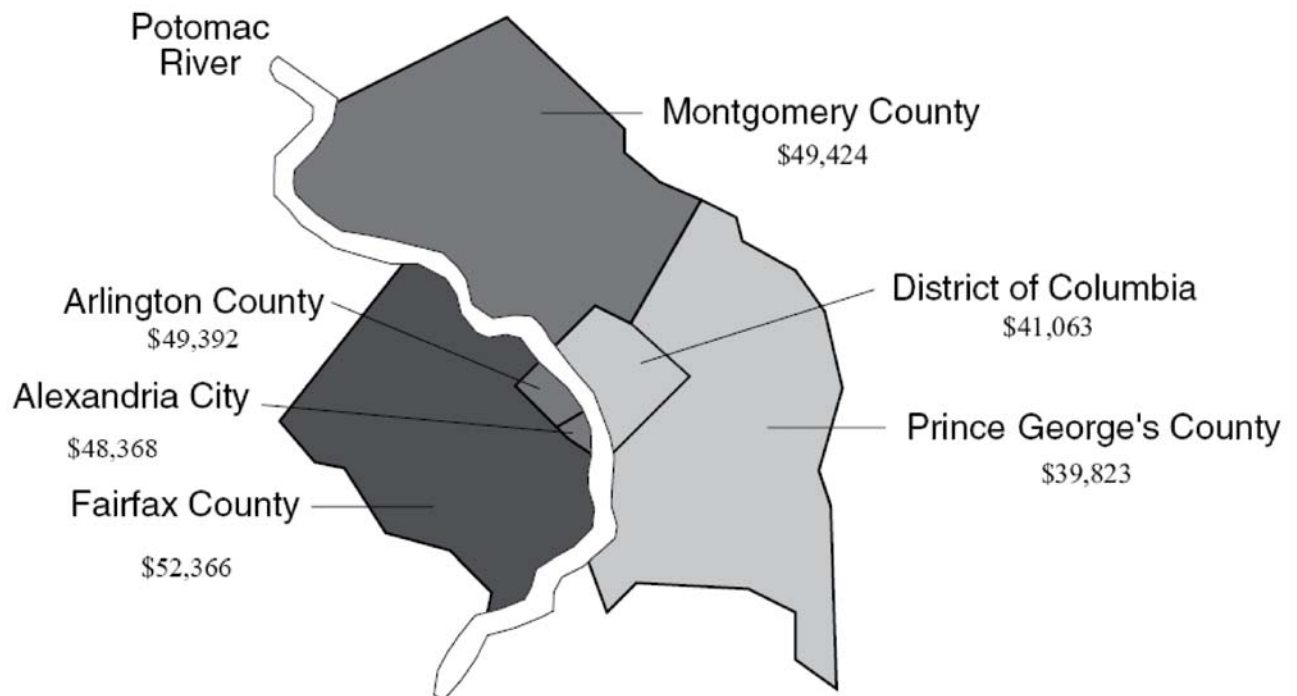 Potomac
River
Montgomery County
$49,424
Arlington County
$49,392
District of Columbia
$41,063
Alexandria City
$48,368
Prince George's County
$39,823
Fairfax County
$52,366